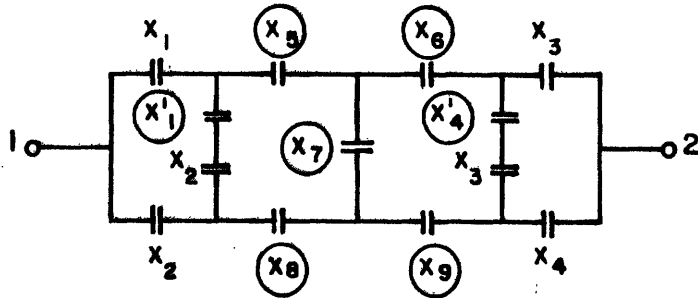 X₁ X₅ X₆ X₃
X'₁ X'₄
1 X₂ X₇ X₃ 2
X₂ X₈ X₉ X₄